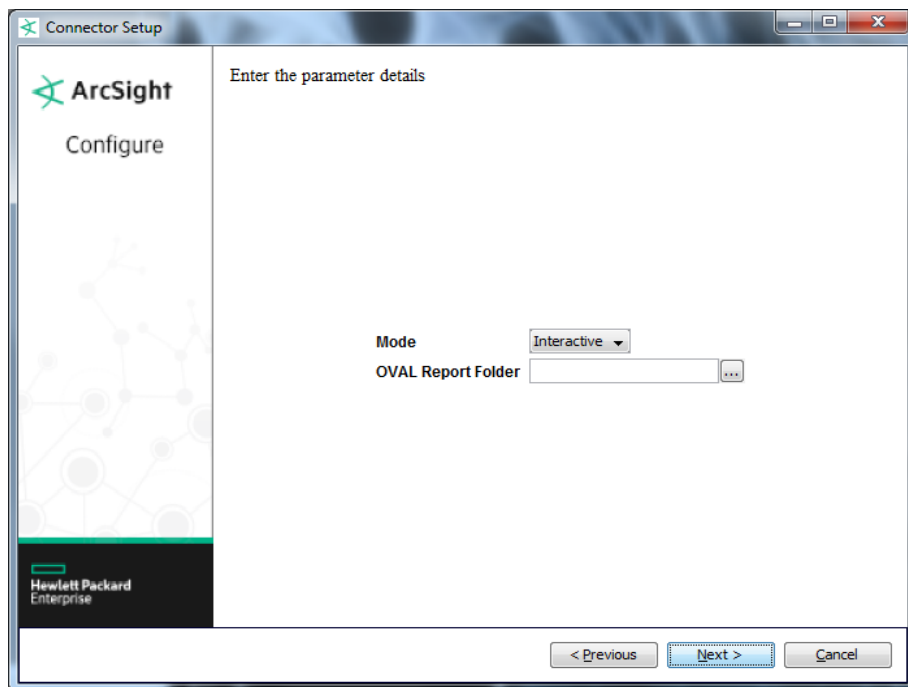 Connector Setup
ArcSight
Configure
Enter the parameter details
Mode
Interactive
OVAL Report Folder
...
Hewlett Packard
Enterprise
< Previous
Next >
Cancel